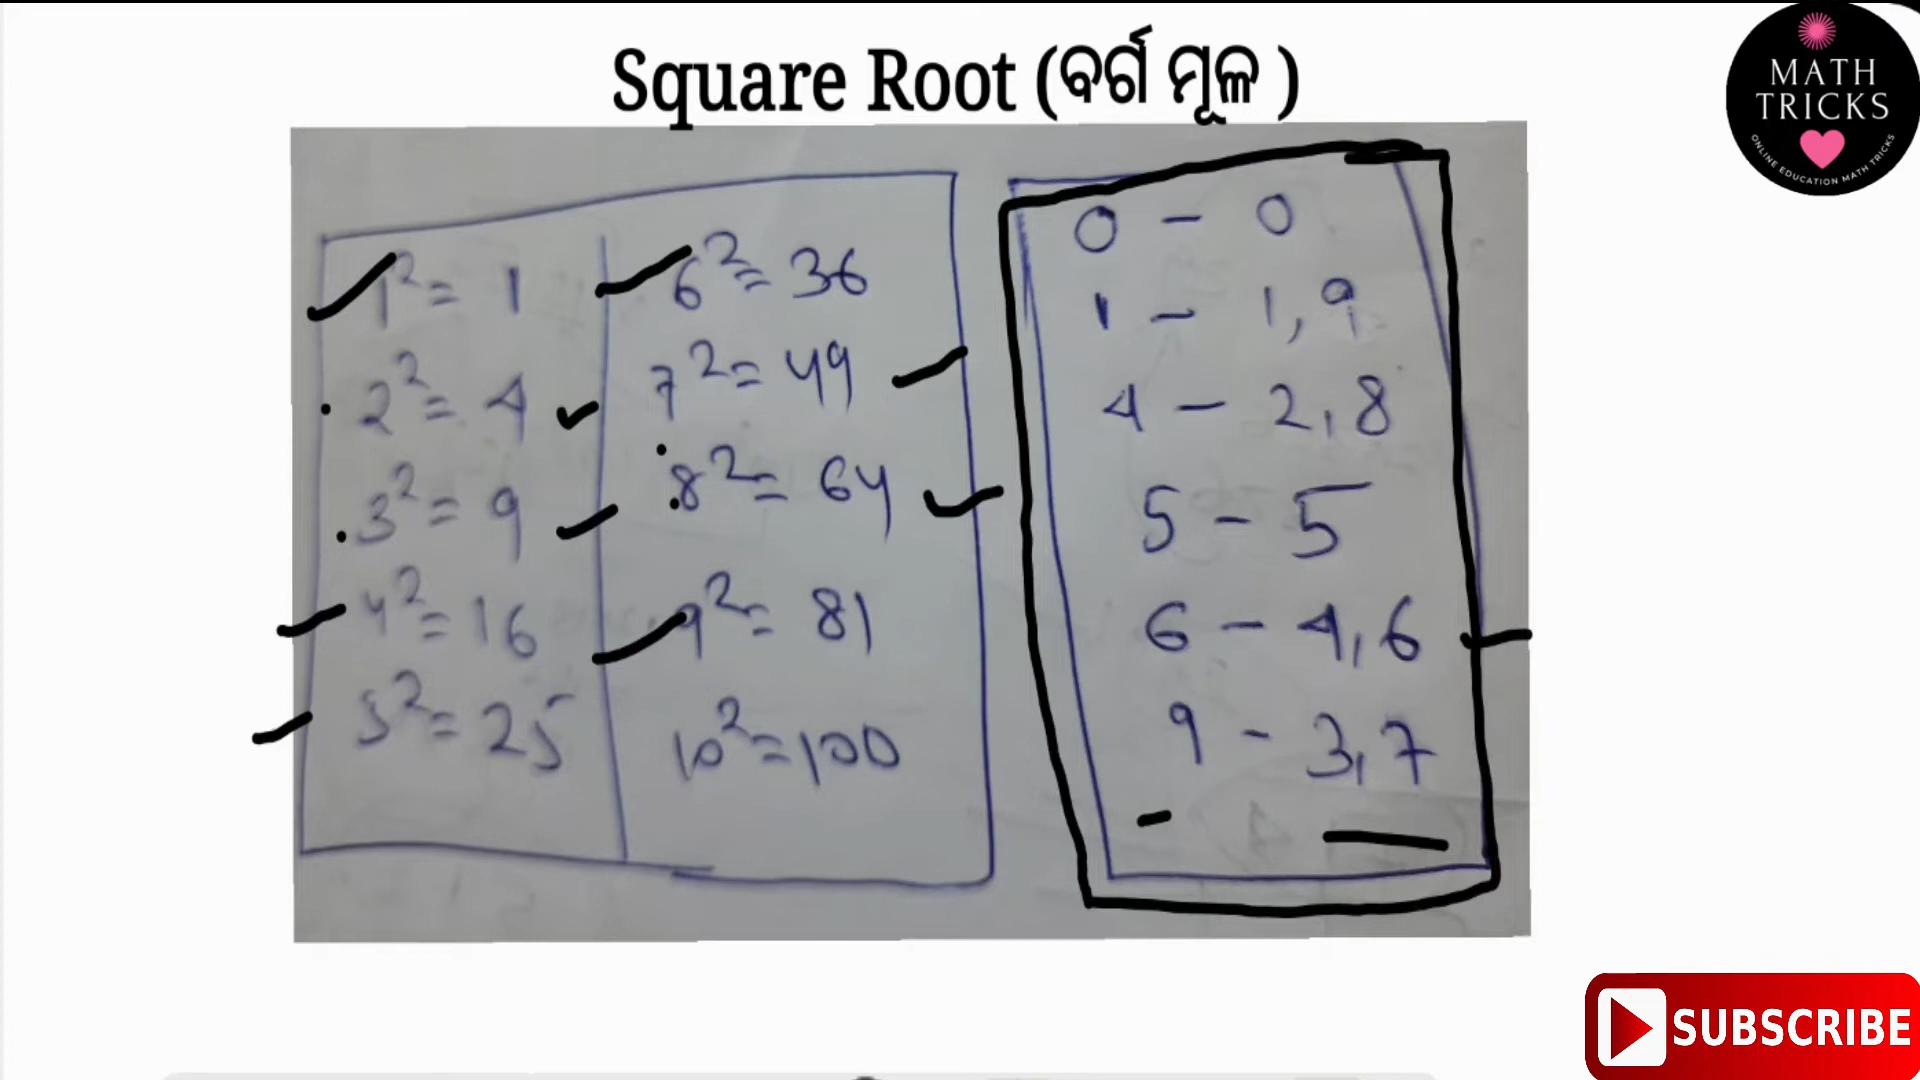 Square Root (ବର୍ଗ ମୂଳ )
MATH
TRICKS
ONLINE EDUCATION MATH TRICKS
1² = 1
2² = 4
3² = 9
4² = 16
5² = 25
6² = 36
7² = 49
8² = 64
9² = 81
10² = 100
0 - 0
1 - 1, 9
4 - 2, 8
5 - 5
6 - 4, 6
9 - 3, 7
SUBSCRIBE